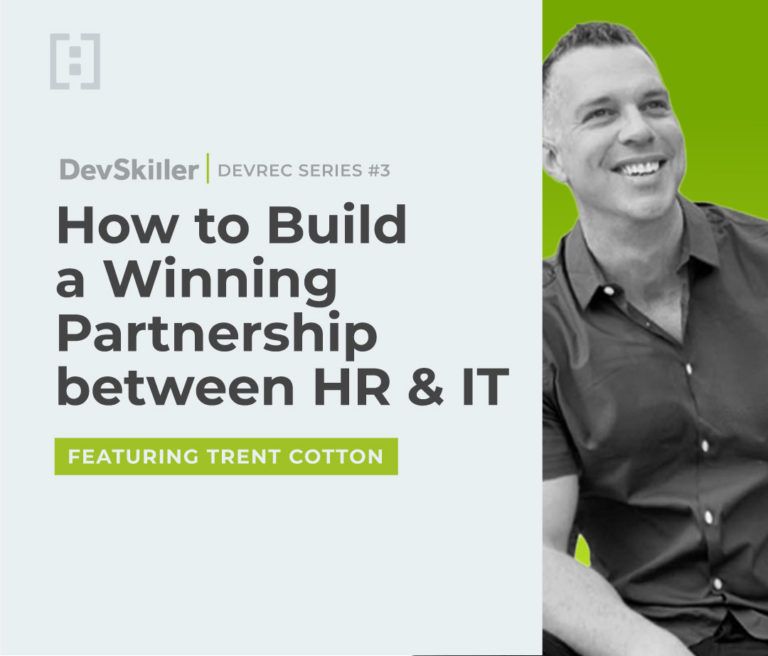 DevSkiller | DEVREC SERIES #3
How to Build
a Winning
Partnership
between HR & IT
FEATURING TRENT COTTON